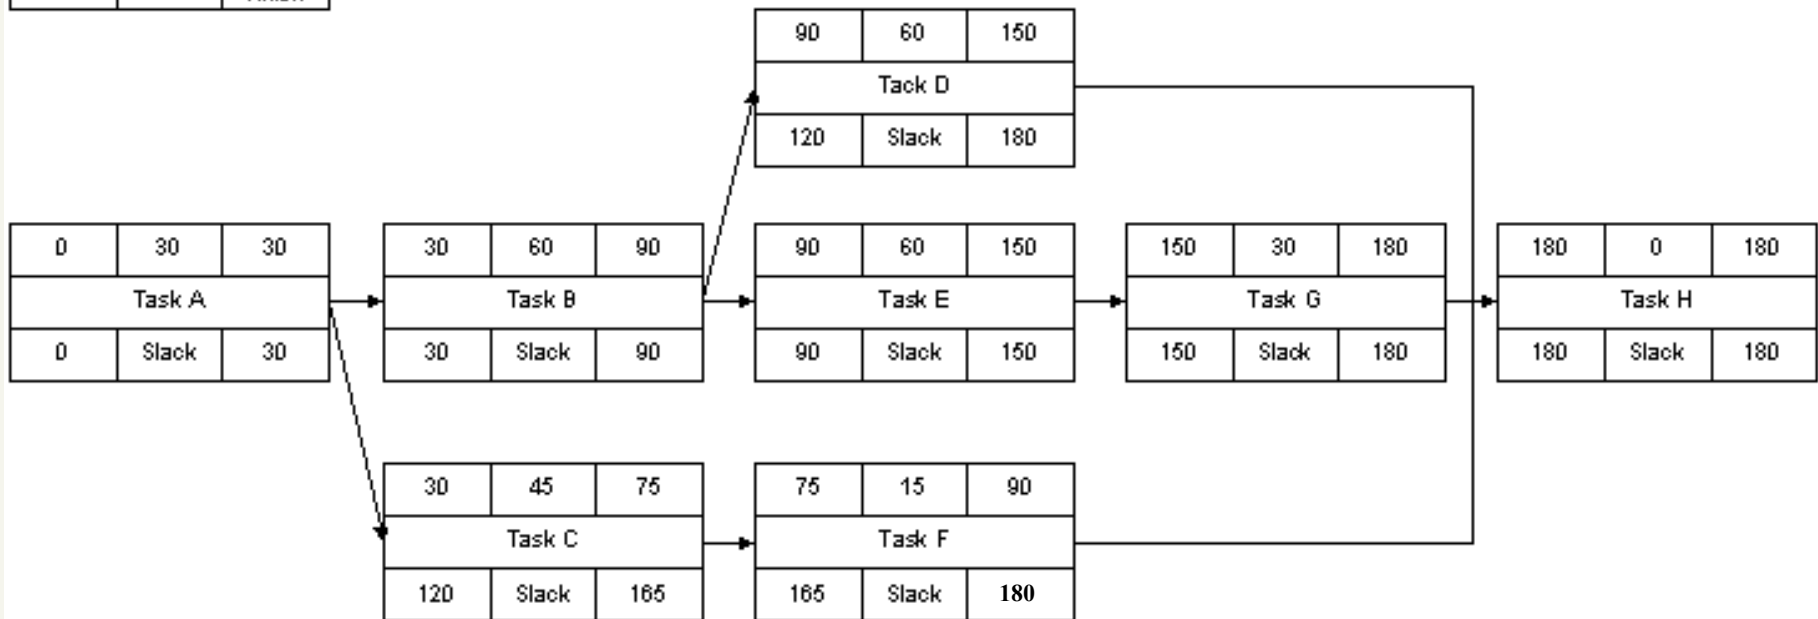 90 60 150
Tack D
120 Slack 180
0 30 30
Task A
0 Slack 30
30 60 90
Task B
30 Slack 90
90 60 150
Task E
90 Slack 150
150 30 180
Task G
150 Slack 180
180 0 180
Task H
180 Slack 180
30 45 75
Task C
120 Slack 165
75 15 90
Task F
165 Slack 180